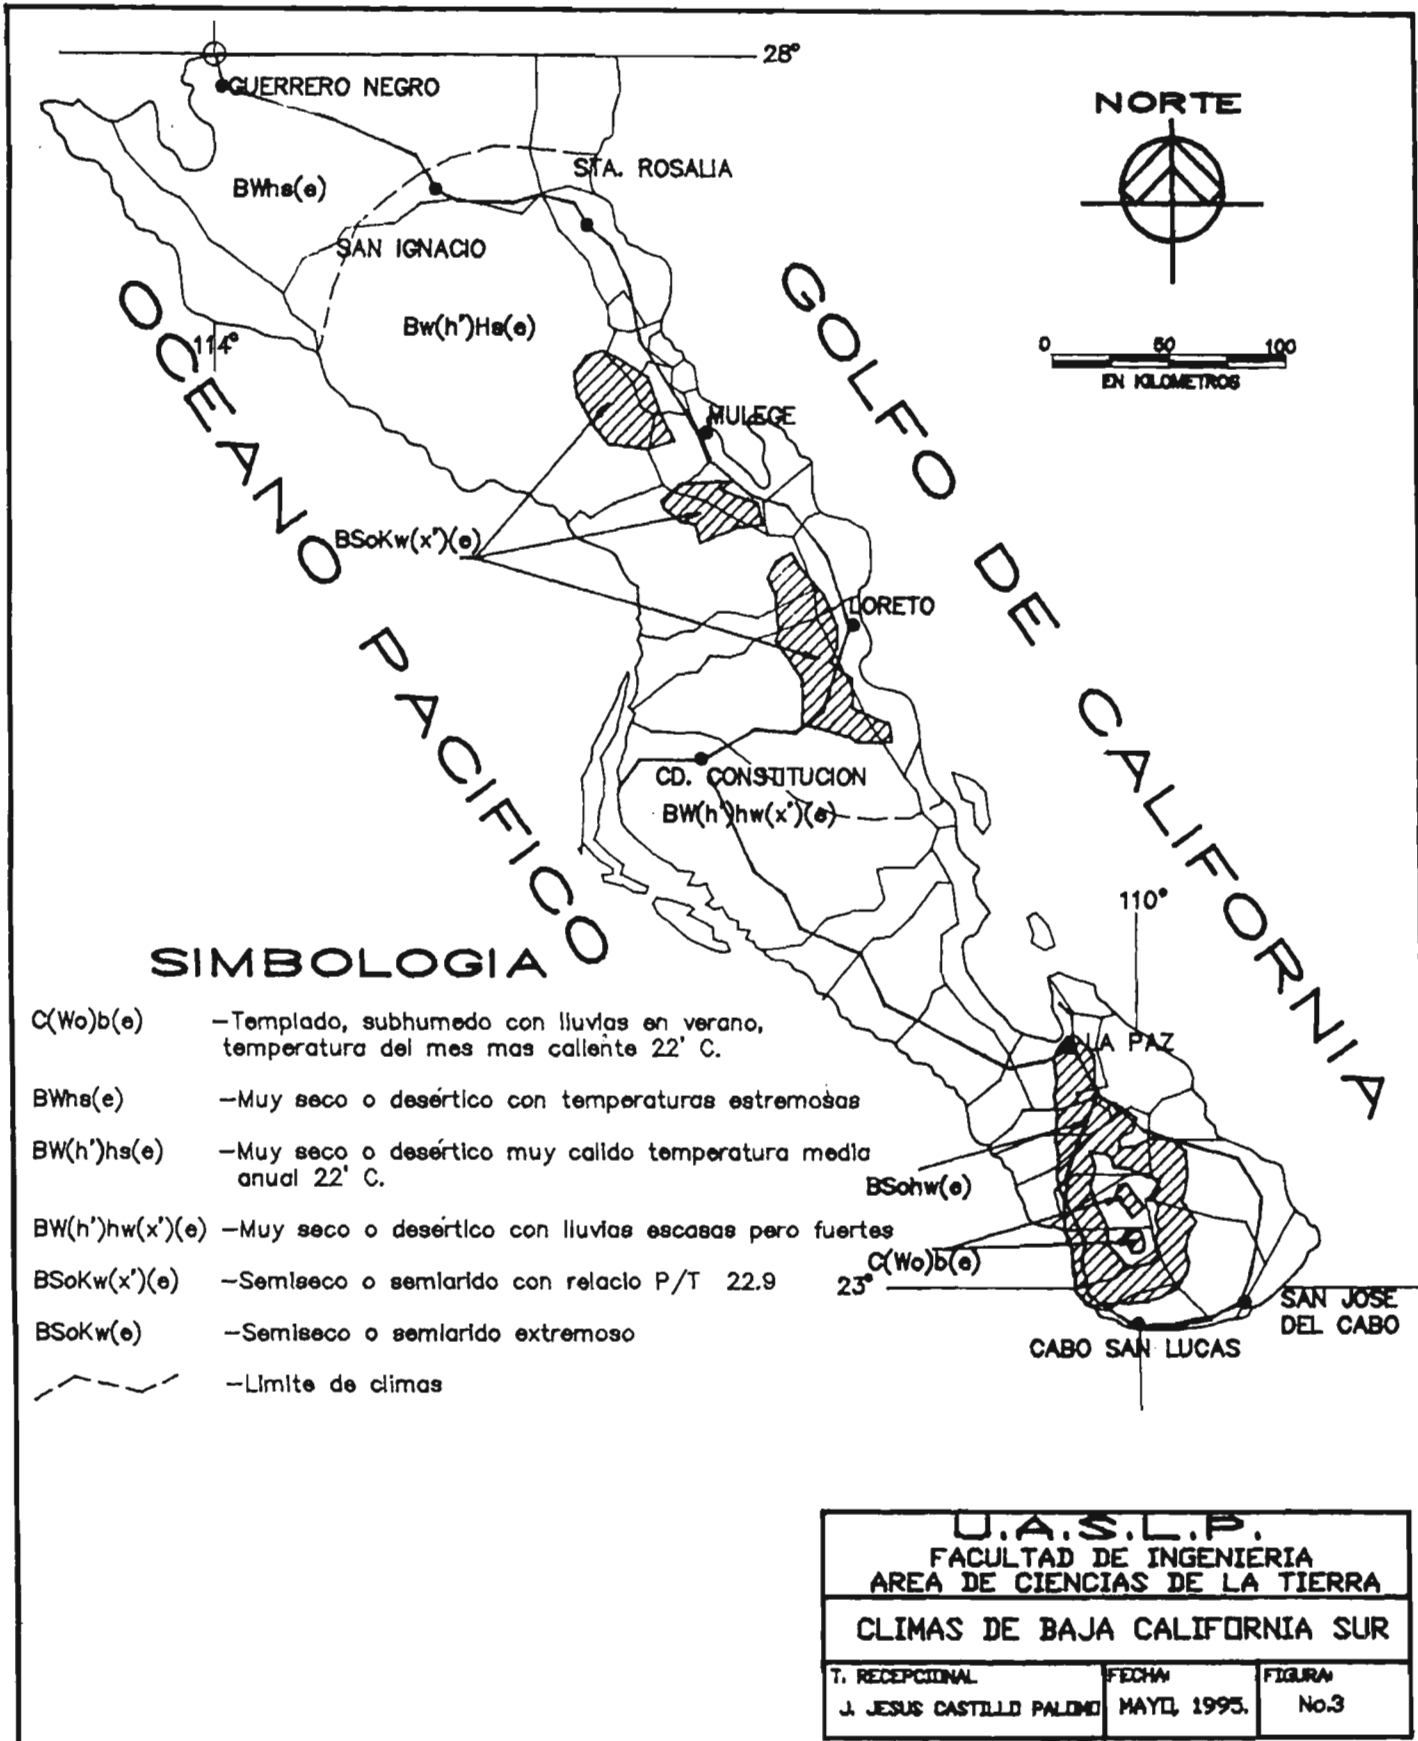 28°
GUERRERO NEGRO
NORTE
STA. ROSALIA
BWhs(e)
SAN IGNACIO
Bw(h')Hs(e)
114°
0 50 100
EN KILOMETROS
MULEGE
OCEANO PACIFICO
GOLFO DE CALIFORNIA
BSoKw(x')(e)
LORETO
CD. CONSTITUCION
BW(h')hw(x')(e)
110°
LA PAZ
BSohw(e)
C(Wo)b(e)
23°
SAN JOSE
DEL CABO
CABO SAN LUCAS
SIMBOLOGIA
C(Wo)b(e) —Templado, subhumedo con lluvias en verano,
temperatura del mes mas caliente 22' C.
BWhs(e) —Muy seco o desértico con temperaturas estremosas
BW(h')hs(e) —Muy seco o desértico muy calido temperatura media
anual 22' C.
BW(h')hw(x')(e) —Muy seco o desértico con lluvias escasas pero fuertes
BSoKw(x')(e) —Semiseco o semiarido con relacio P/T 22.9
BSoKw(e) —Semiseco o semiarido extremoso
—Limite de climas
U.A.S.L.P.
FACULTAD DE INGENIERIA
AREA DE CIENCIAS DE LA TIERRA
CLIMAS DE BAJA CALIFORNIA SUR
T. RECEPCIONAL
J. JESUS CASTILLO PALOMO
FECHA:
MAYO, 1995.
FIGURA:
No.3